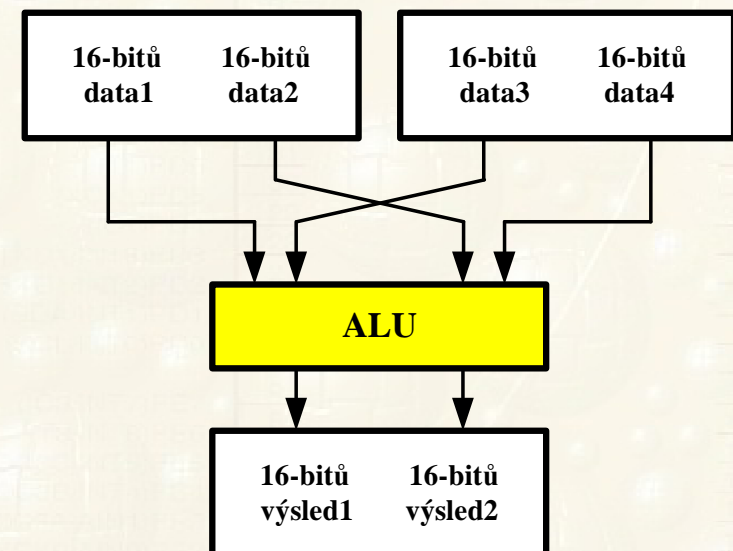 16-bitů 16-bitů 16-bitů 16-bitů
data1 data2 data3 data4
ALU
16-bitů 16-bitů
výsled1 výsled2